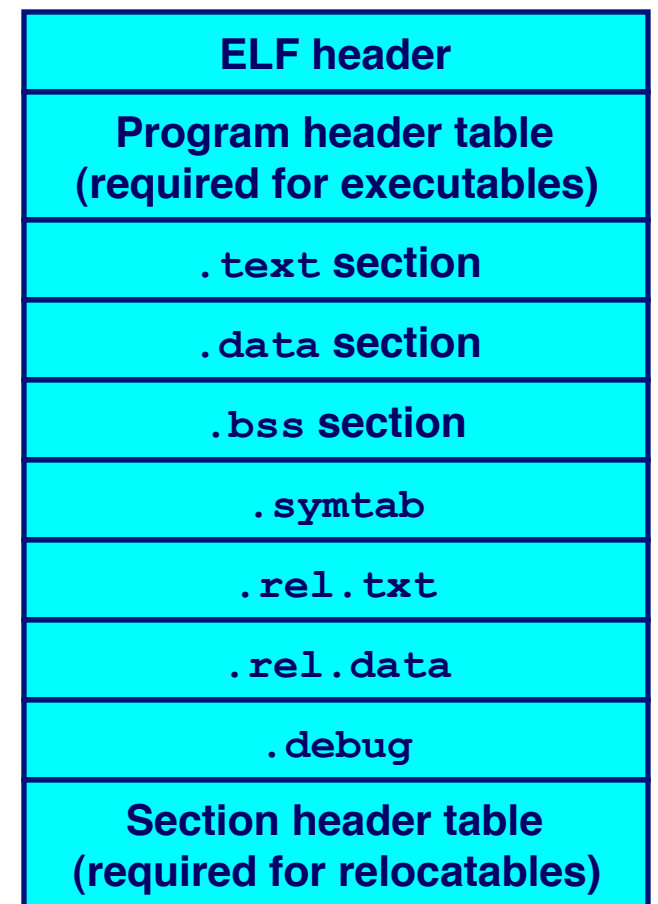 ELF header
Program header table
(required for executables)
.text section
.data section
.bss section
.symtab
.rel.txt
.rel.data
.debug
Section header table
(required for relocatables)